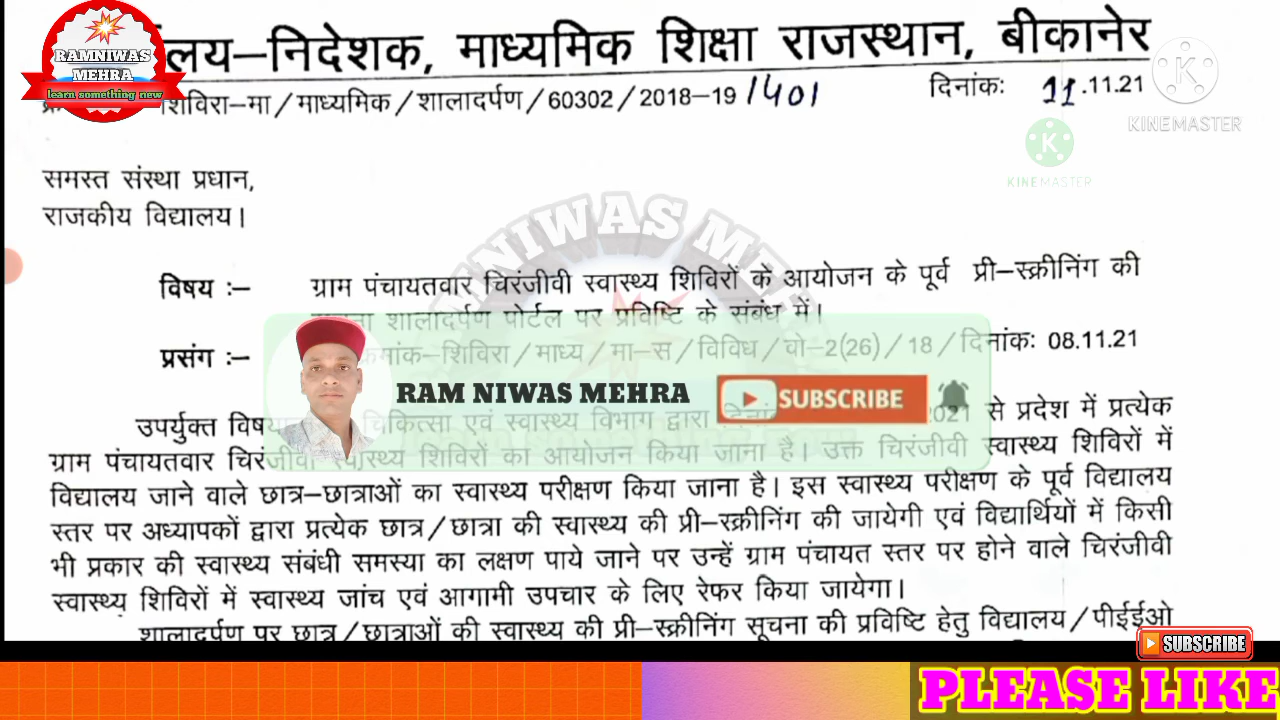 RAMNIWAS
MEHRA
learn something new
लय–निदेशक, माध्यमिक शिक्षा राजस्थान, बीकानेर
शिविरा–मा/माध्यमिक/शालादर्पण/60302/2018–19/1401 दिनांकः 11.11.21
KINEMASTER
KINEMASTER
समस्त संस्था प्रधान,
राजकीय विद्यालय।
विषय :– ग्राम पंचायतवार चिरंजीवी स्वास्थ्य शिविरों के आयोजन के पूर्व प्री–स्क्रीनिंग की
शालादर्पण पोर्टल पर प्रविष्टि के संबंध में।
प्रसंग :– क्रमांक–शिविरा/माध्य/मा–स/विविध/वो–2(26)/18/दिनांकः 08.11.21
RAM NIWAS MEHRA SUBSCRIBE
उपर्युक्त विषय चिकित्सा एवं स्वास्थ्य विभाग द्वारा 2021 से प्रदेश में प्रत्येक
ग्राम पंचायतवार चिरंजीवी स्वास्थ्य शिविरों का आयोजन किया जाना है। उक्त चिरंजीवी स्वास्थ्य शिविरों में
विद्यालय जाने वाले छात्र–छात्राओं का स्वास्थ्य परीक्षण किया जाना है। इस स्वास्थ्य परीक्षण के पूर्व विद्यालय
स्तर पर अध्यापकों द्वारा प्रत्येक छात्र/छात्रा की स्वास्थ्य की प्री–स्क्रीनिंग की जायेगी एवं विद्यार्थियों में किसी
भी प्रकार की स्वास्थ्य संबंधी समस्या का लक्षण पाये जाने पर उन्हें ग्राम पंचायत स्तर पर होने वाले चिरंजीवी
स्वास्थ्य शिविरों में स्वास्थ्य जांच एवं आगामी उपचार के लिए रेफर किया जायेगा।
शालादर्पण पर छात्र/छात्राओं की स्वास्थ्य की प्री–स्क्रीनिंग सूचना की प्रविष्टि हेतु विद्यालय/पीईईओ
SUBSCRIBE
PLEASE LIKE